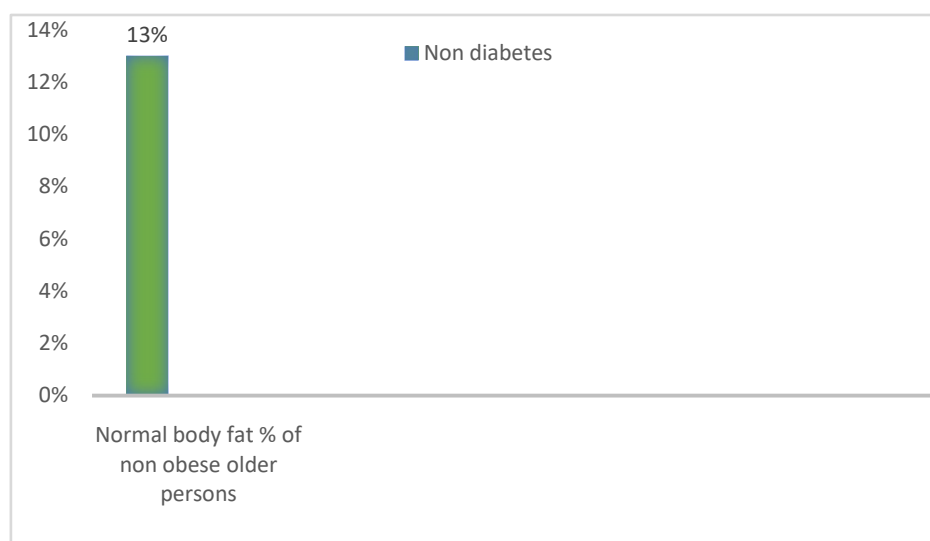 14%
13%
Non diabetes
12%
10%
8%
6%
4%
2%
0%
Normal body fat % of
non obese older
persons